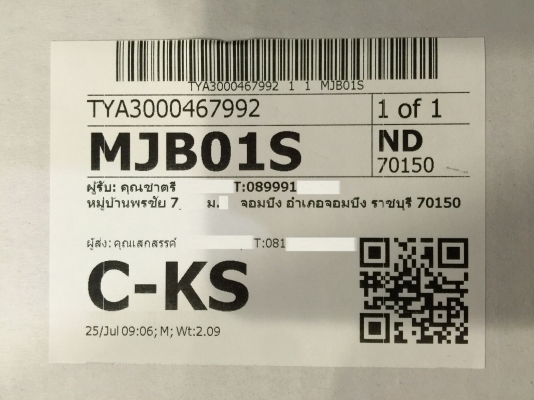 TYA3000467992 1 1 MJB01S
TYA3000467992 1 of 1
MJB01S ND
70150
ผู้รับ: คุณชาตรี T:089991
หมู่บ้านพรชัย 7 ม. จอมบึง อำเภอจอมบึง ราชบุรี 70150
ผู้ส่ง: คุณเสกสรรค์ T:081
C-KS
25/Jul 09:06; M; Wt:2.09